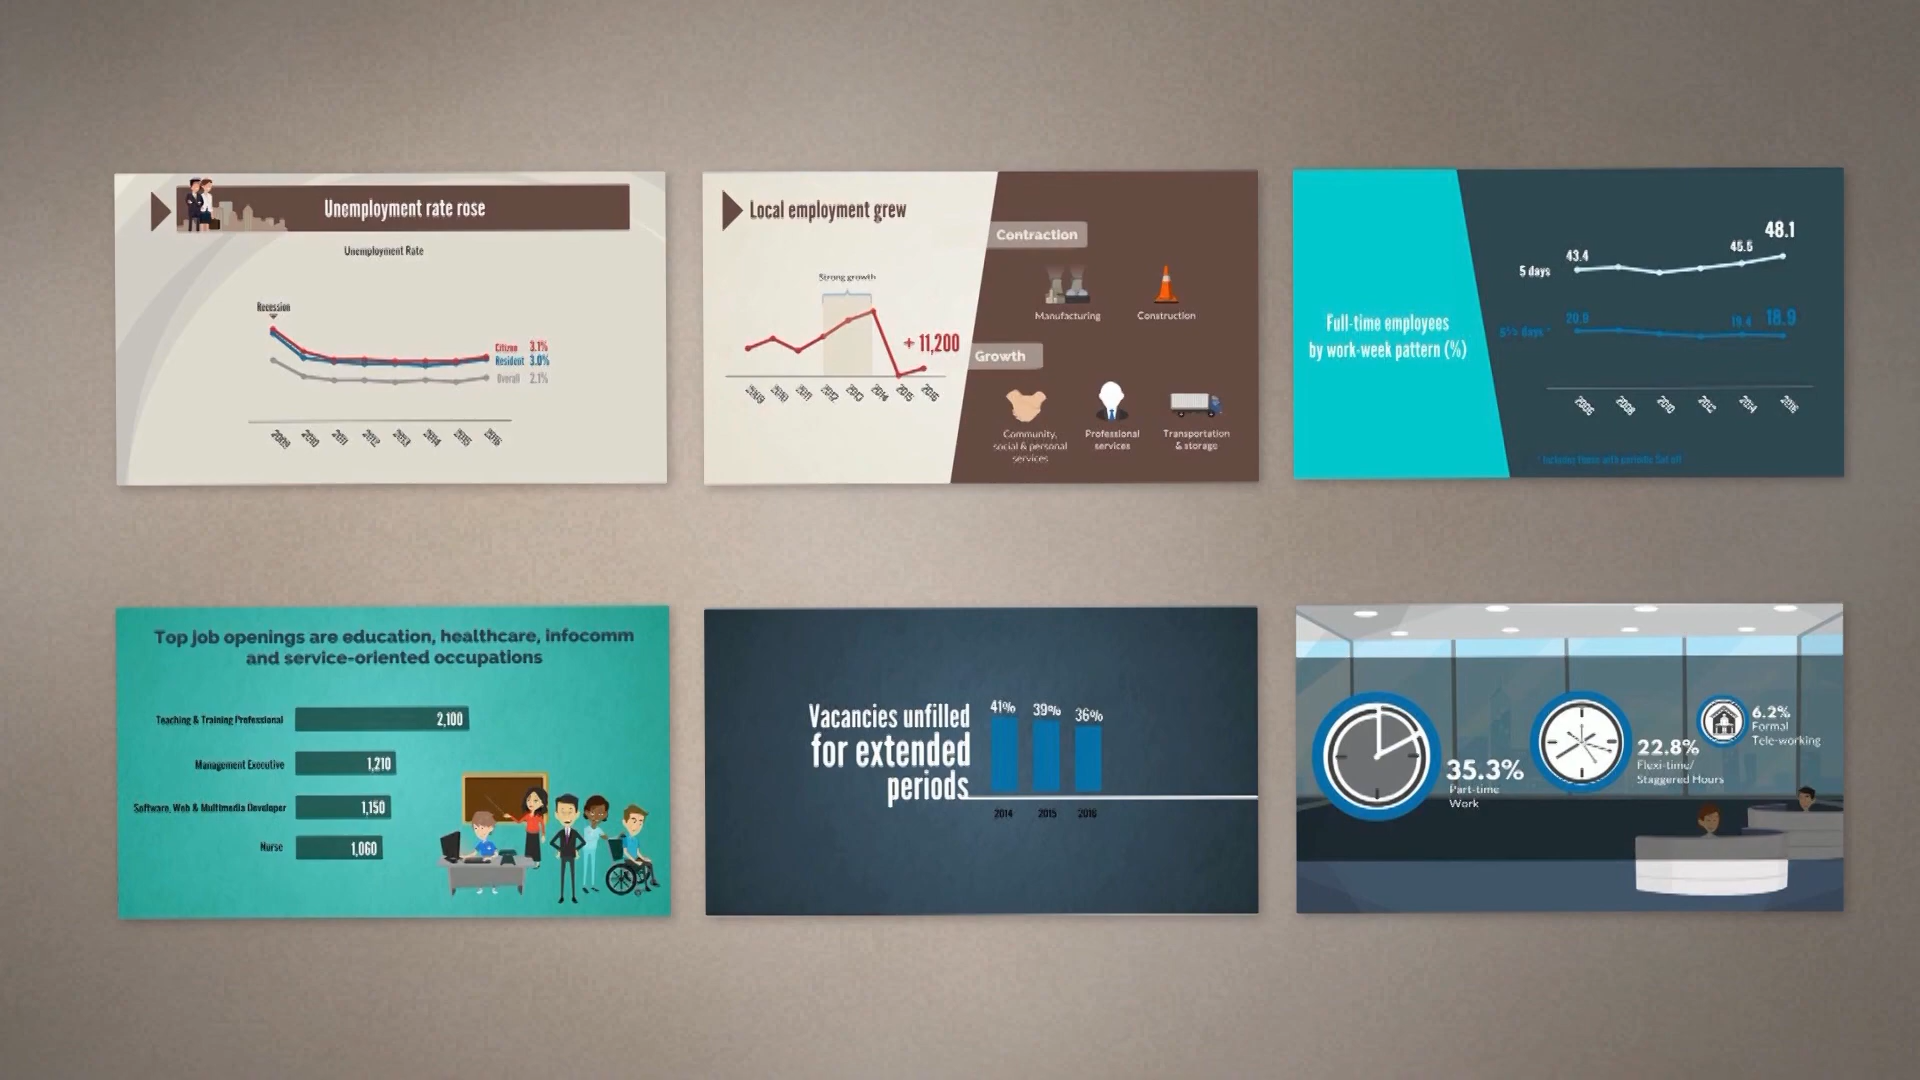 Unemployment rate rose
Unemployment Rate
Recession
Citizen 3.1%
Resident 3.0%
Overall 2.1%
2009 2010 2011 2012 2013 2014 2015 2016
Local employment grew
Strong growth
+ 11,200
2009 2010 2011 2012 2013 2014 2015 2016
Contraction
Manufacturing
Construction
Growth
Community,
social & personal
services
Professional
services
Transportation
& storage
Full-time employees
by work-week pattern (%)
5 days
43.4
45.5
48.1
20.9
19.4
18.9
days *
2006 2008 2010 2012 2014 2016
Top job openings are education, healthcare, infocomm
and service-oriented occupations
Teaching & Training Professional 2,100
Management Executive 1,210
Software, Web & Multimedia Developer 1,150
Nurse 1,060
Vacancies unfilled
for extended
periods
41% 39% 36%
2014 2015 2016
35.3%
Part-time
Work
22.8%
Flexi-time/
Staggered Hours
6.2%
Formal
Tele-working